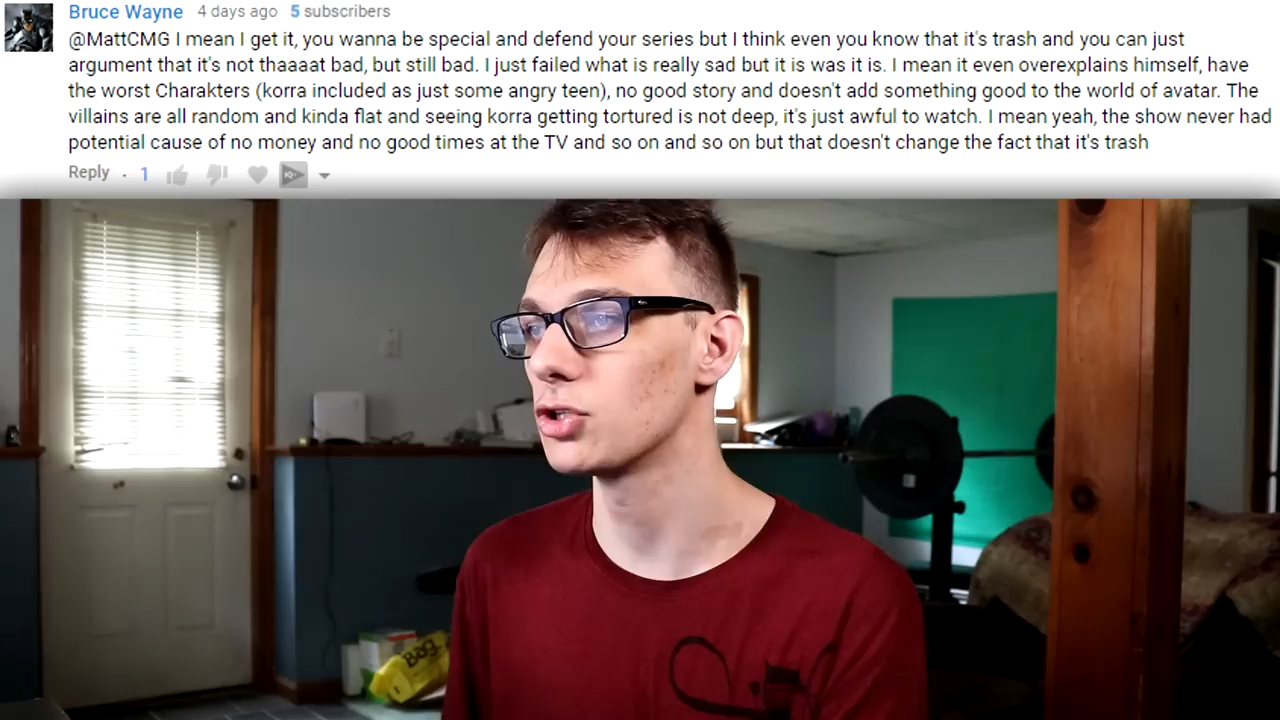 Bruce Wayne 4 days ago 5 subscribers
@MattCMG I mean I get it, you wanna be special and defend your series but I think even you know that it's trash and you can just
argument that it's not thaaaat bad, but still bad. I just failed what is really sad but it is was it is. I mean it even overexplains himself, have
the worst Charakters (korra included as just some angry teen), no good story and doesn't add something good to the world of avatar. The
villains are all random and kinda flat and seeing korra getting tortured is not deep, it's just awful to watch. I mean yeah, the show never had
potential cause of no money and no good times at the TV and so on and so on but that doesn't change the fact that it's trash
Reply · 1
Bag